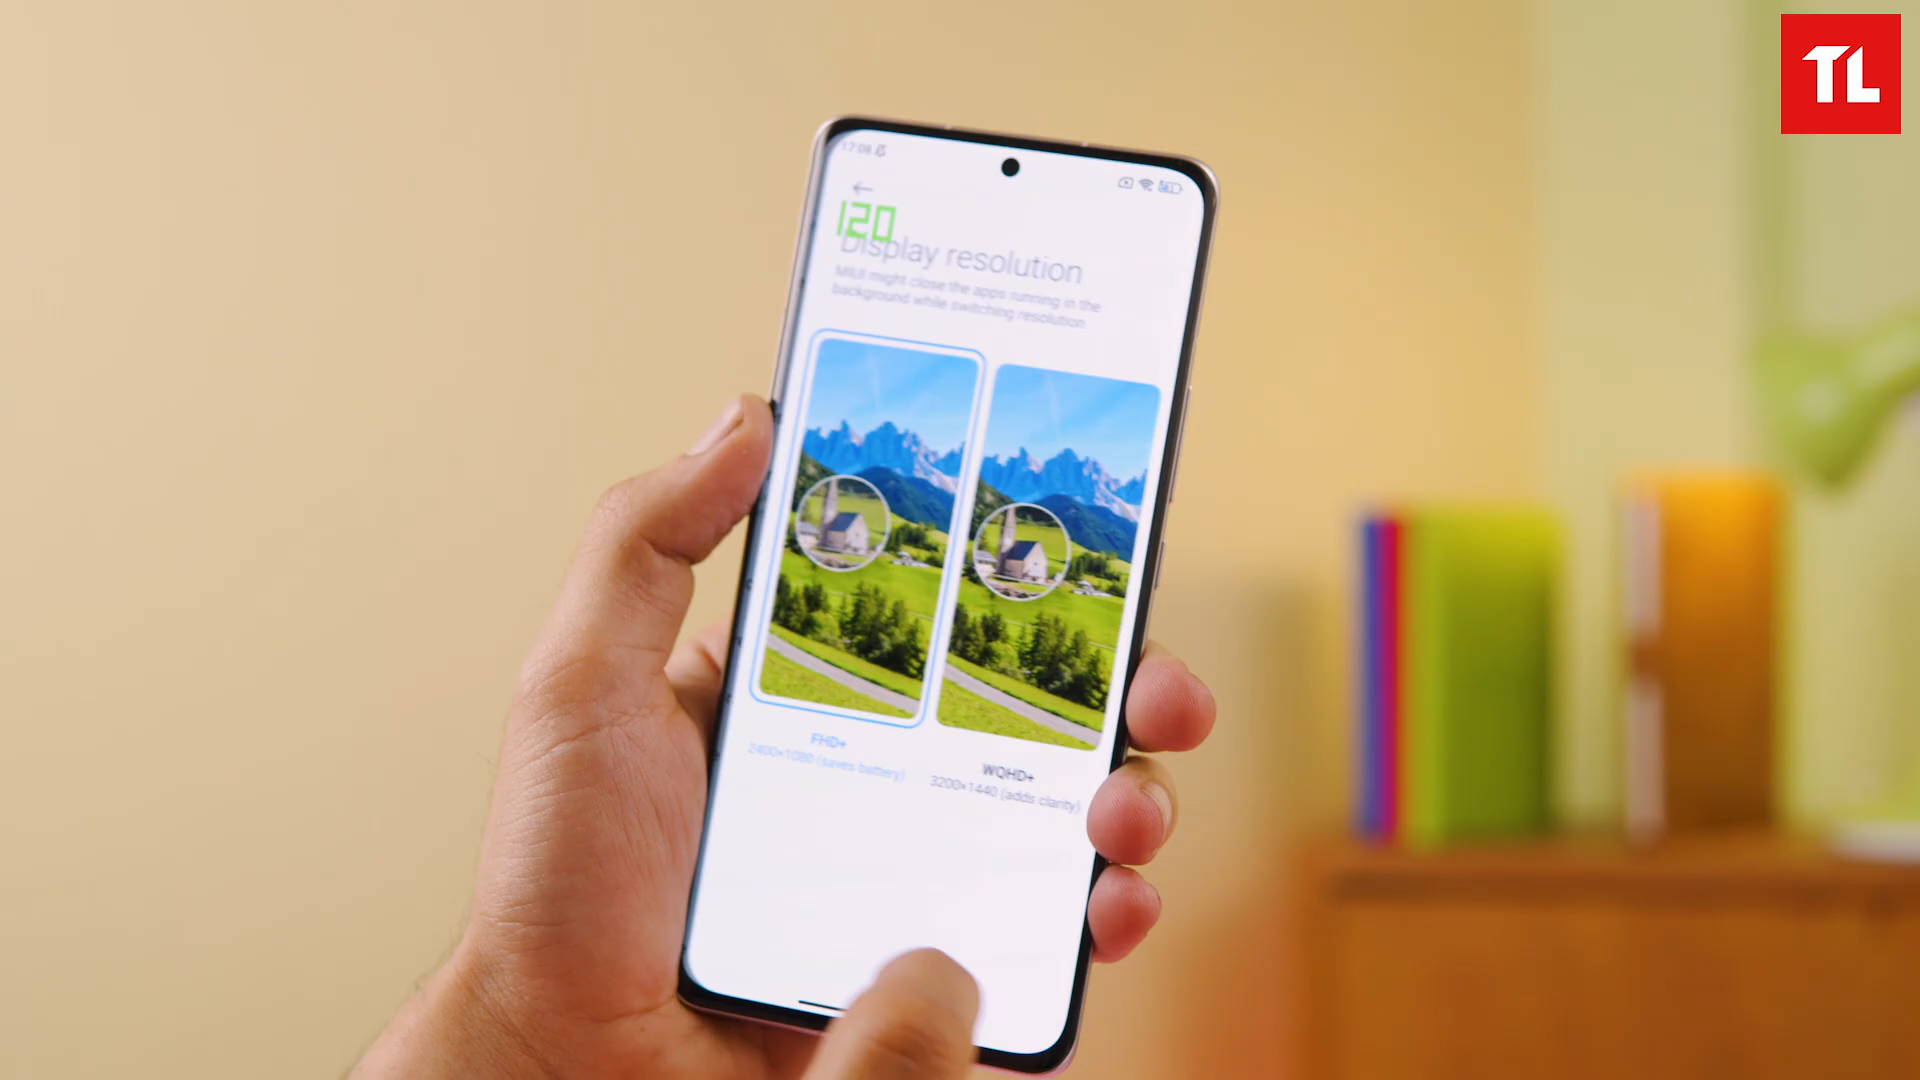 TL
17:08
120
Display resolution
MIUI might close the apps running in the
background while switching resolution
FHD+
2400×1080 (saves battery)
WQHD+
3200×1440 (adds clarity)